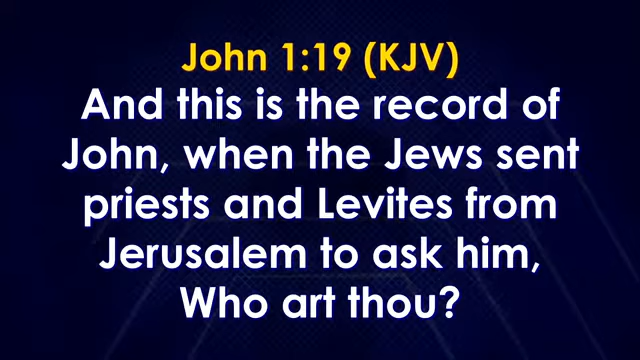 John 1:19 (KJV)
And this is the record of
John, when the Jews sent
priests and Levites from
Jerusalem to ask him,
Who art thou?